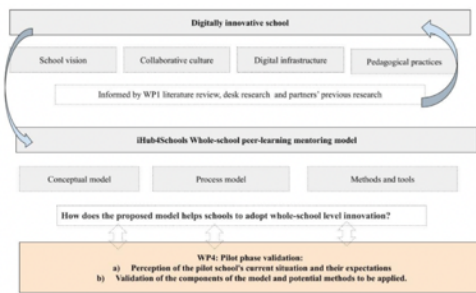 Digitally innovative school
School vision
Collaborative culture
Digital infrastructure
Pedagogical practices
Informed by WP1 literature review, desk research and partners' previous research
iHub4Schools Whole-school peer-learning mentoring model
Conceptual model
Process model
Methods and tools
How does the proposed model helps schools to adopt whole-school level innovation?
WP4: Pilot phase validation:
a) Perception of the pilot school's current situation and their expectations
b) Validation of the components of the model and potential methods to be applied.